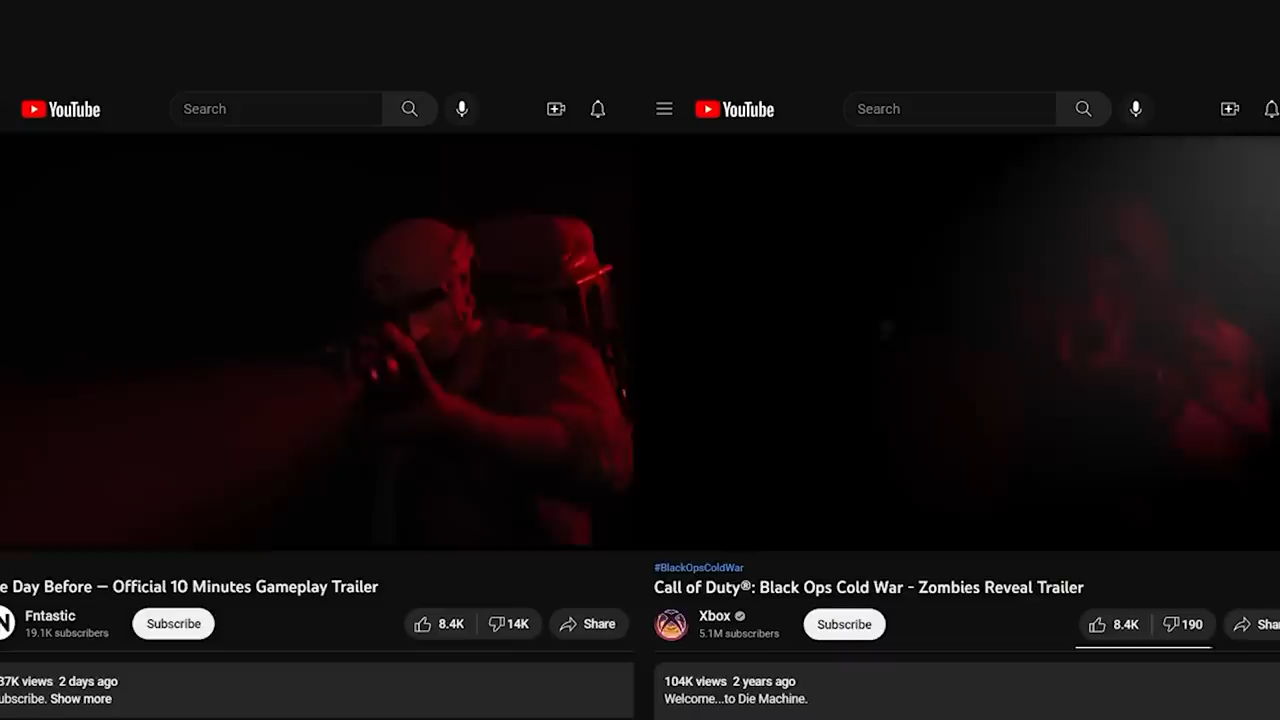 YouTube Search
YouTube Search
e Day Before – Official 10 Minutes Gameplay Trailer
Fntastic
19.1K subscribers
Subscribe
8.4K
14K
Share
37K views 2 days ago
ubscribe. Show more
#BlackOpsColdWar
Call of Duty®: Black Ops Cold War - Zombies Reveal Trailer
Xbox
5.1M subscribers
Subscribe
8.4K
190
Sha
104K views 2 years ago
Welcome...to Die Machine.